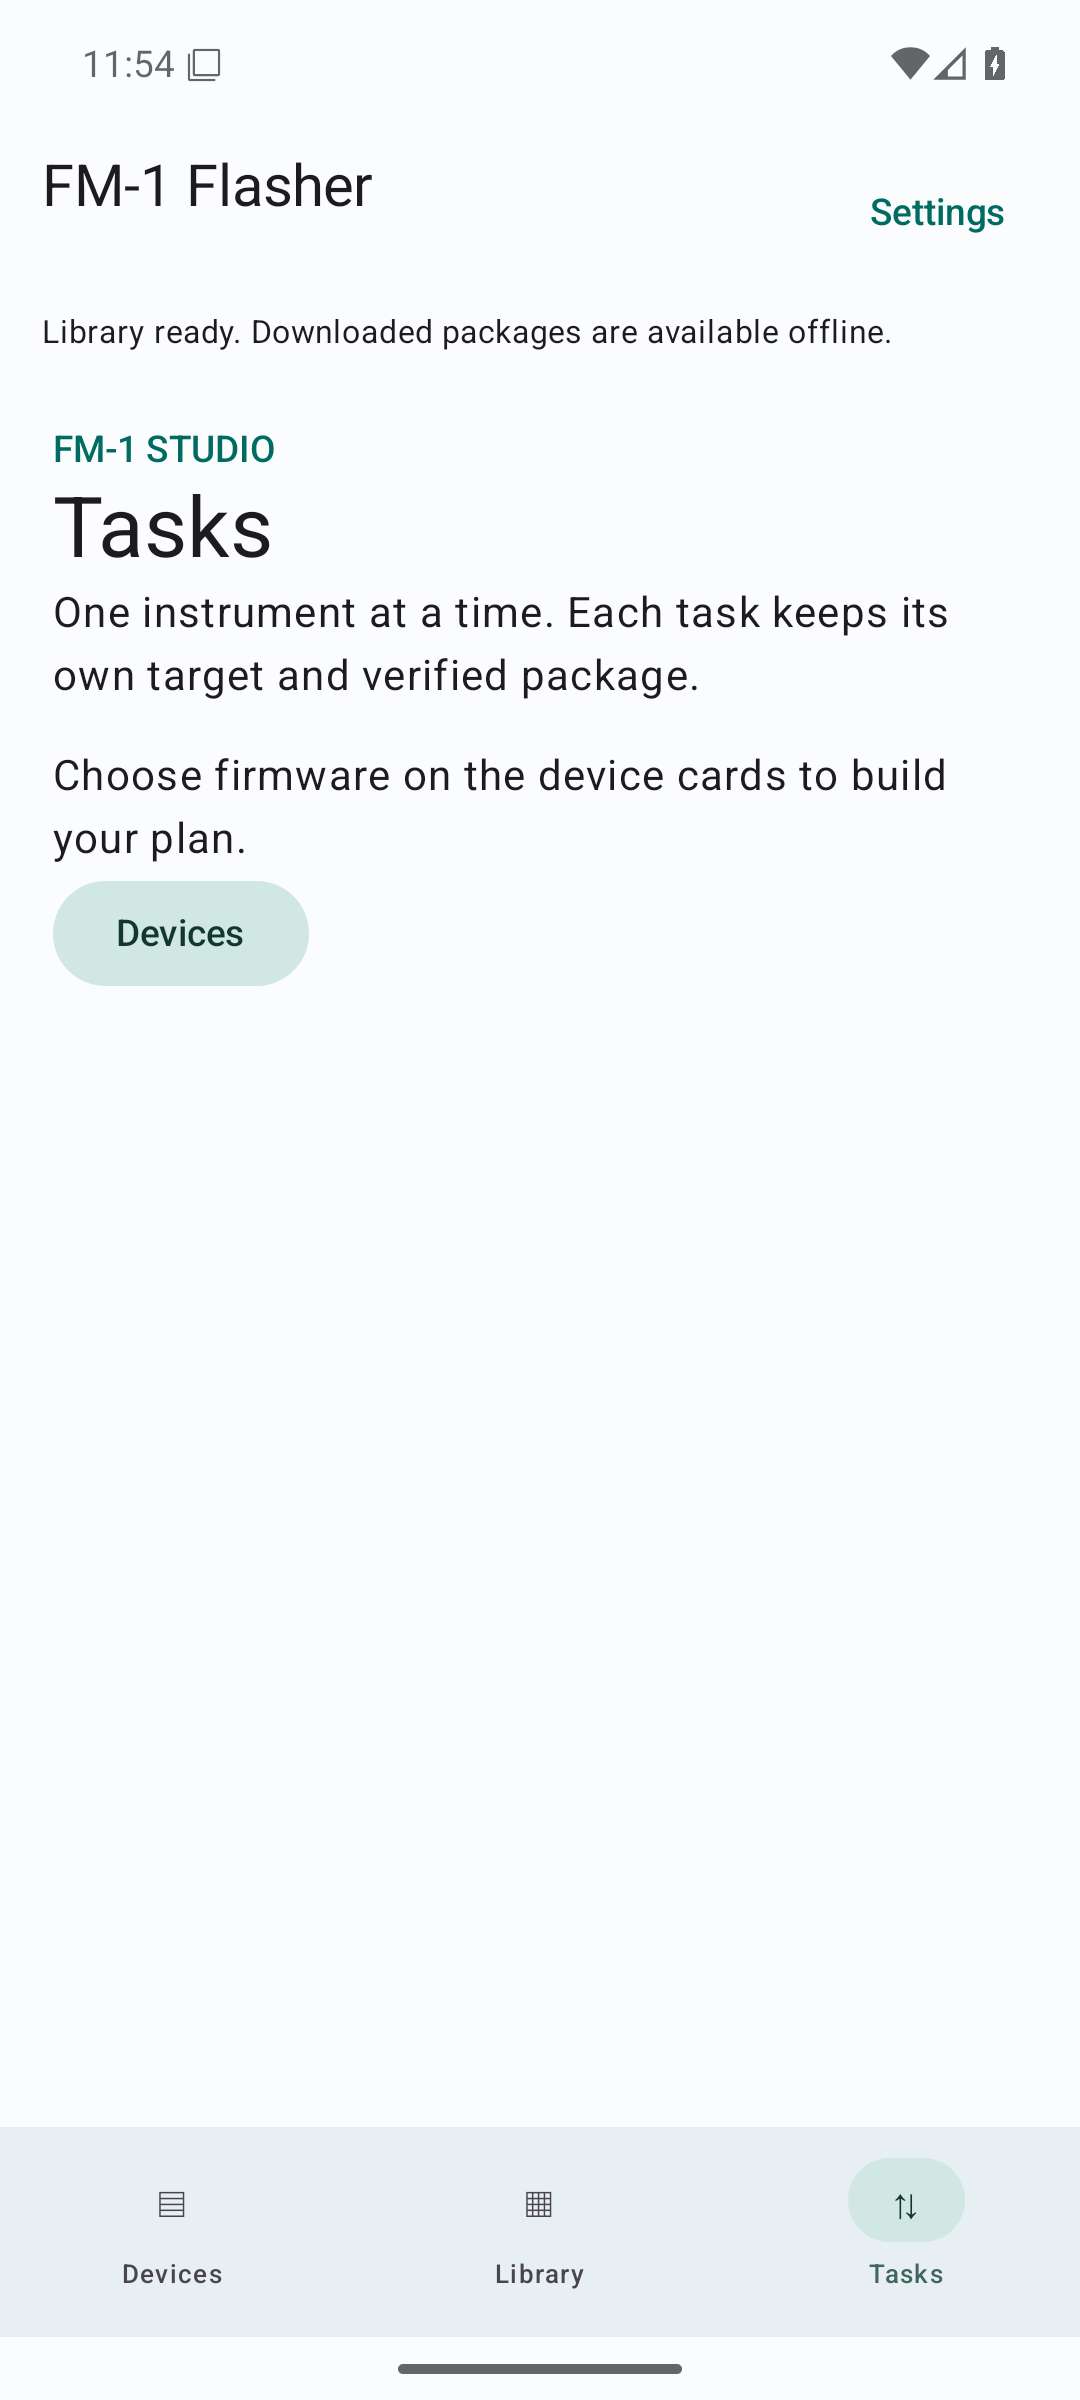 11:54
FM-1 Flasher
Settings
Library ready. Downloaded packages are available offline.
FM-1 STUDIO
Tasks
One instrument at a time. Each task keeps its
own target and verified package.
Choose firmware on the device cards to build
your plan.
Devices
Devices
Library
Tasks